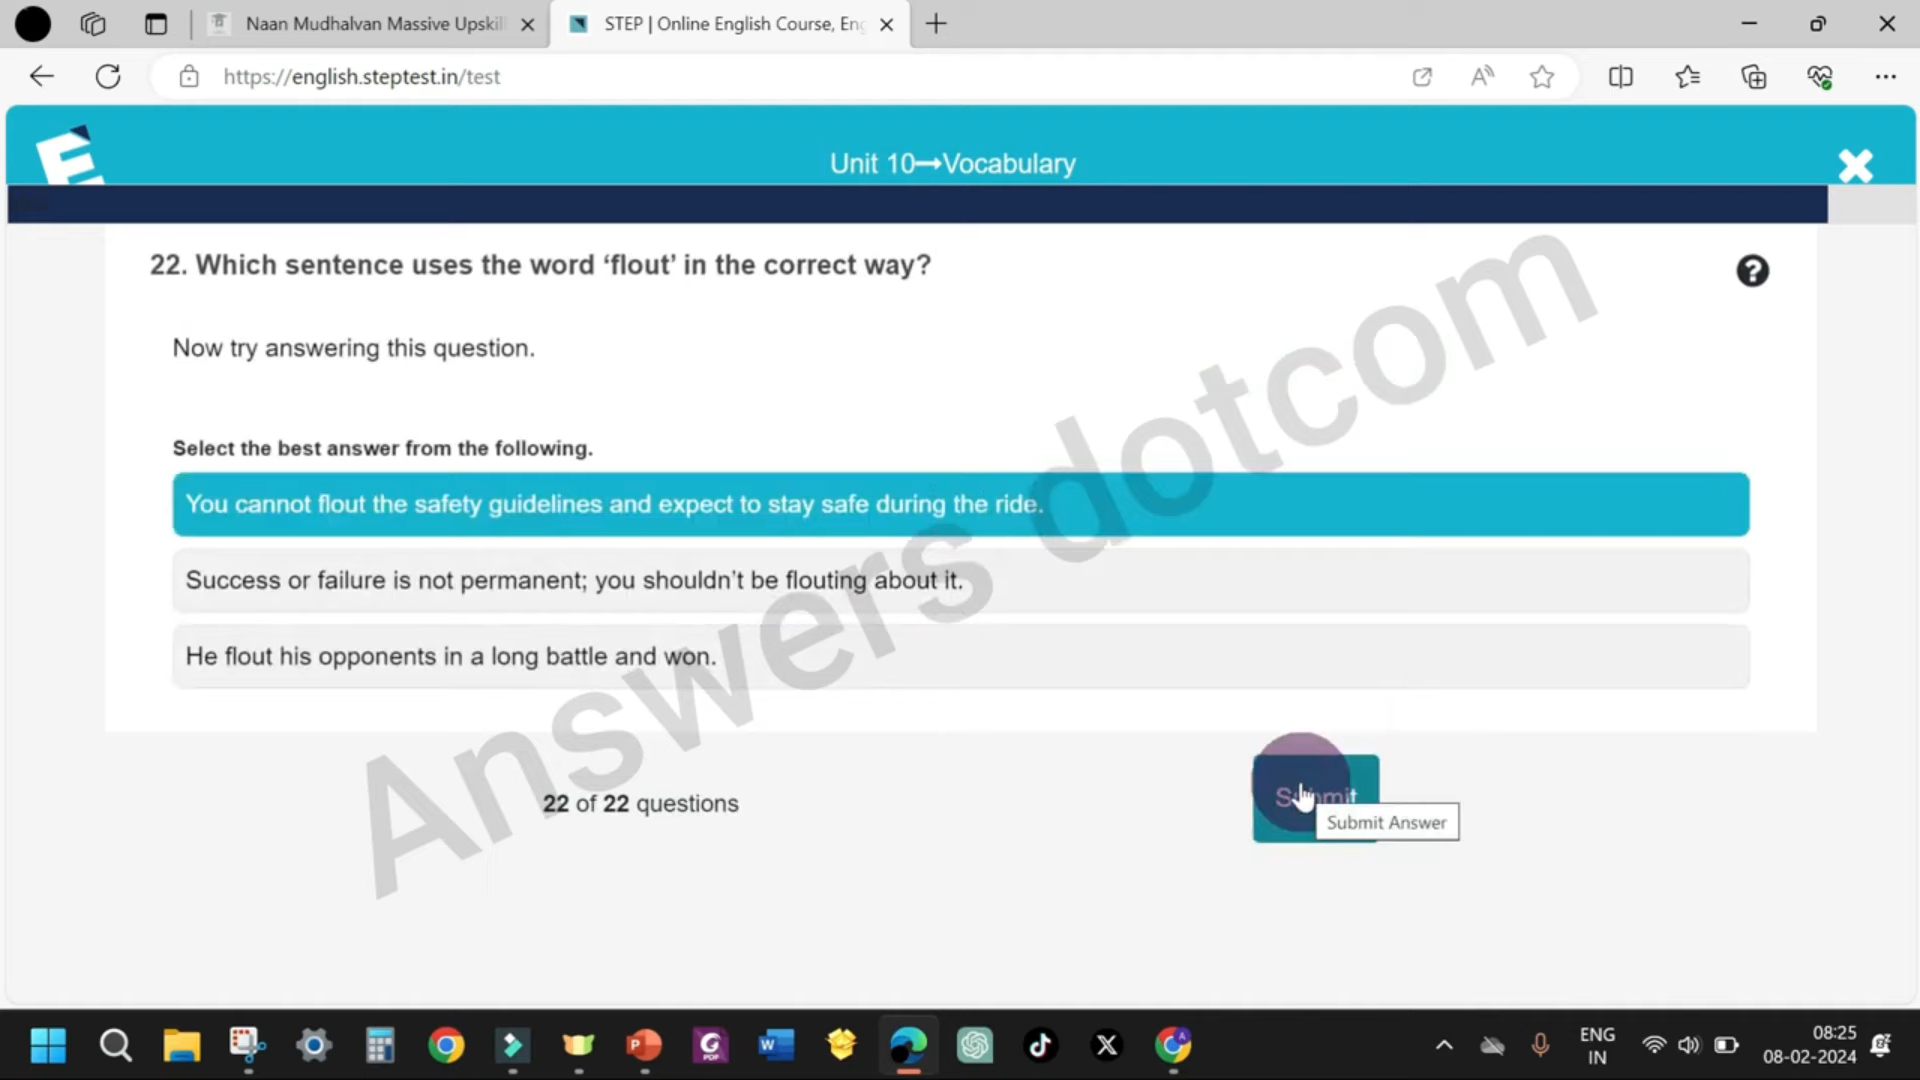 Naan Mudhalvan Massive Upskil
STEP | Online English Course, Eng
https://english.steptest.in/test
Unit 10→Vocabulary
22. Which sentence uses the word ‘flout’ in the correct way?
Now try answering this question.
Select the best answer from the following.
You cannot flout the safety guidelines and expect to stay safe during the ride.
Success or failure is not permanent; you shouldn’t be flouting about it.
He flout his opponents in a long battle and won.
Answers dotcom
22 of 22 questions
Submit
Submit Answer
ENG
IN
08:25
08-02-2024